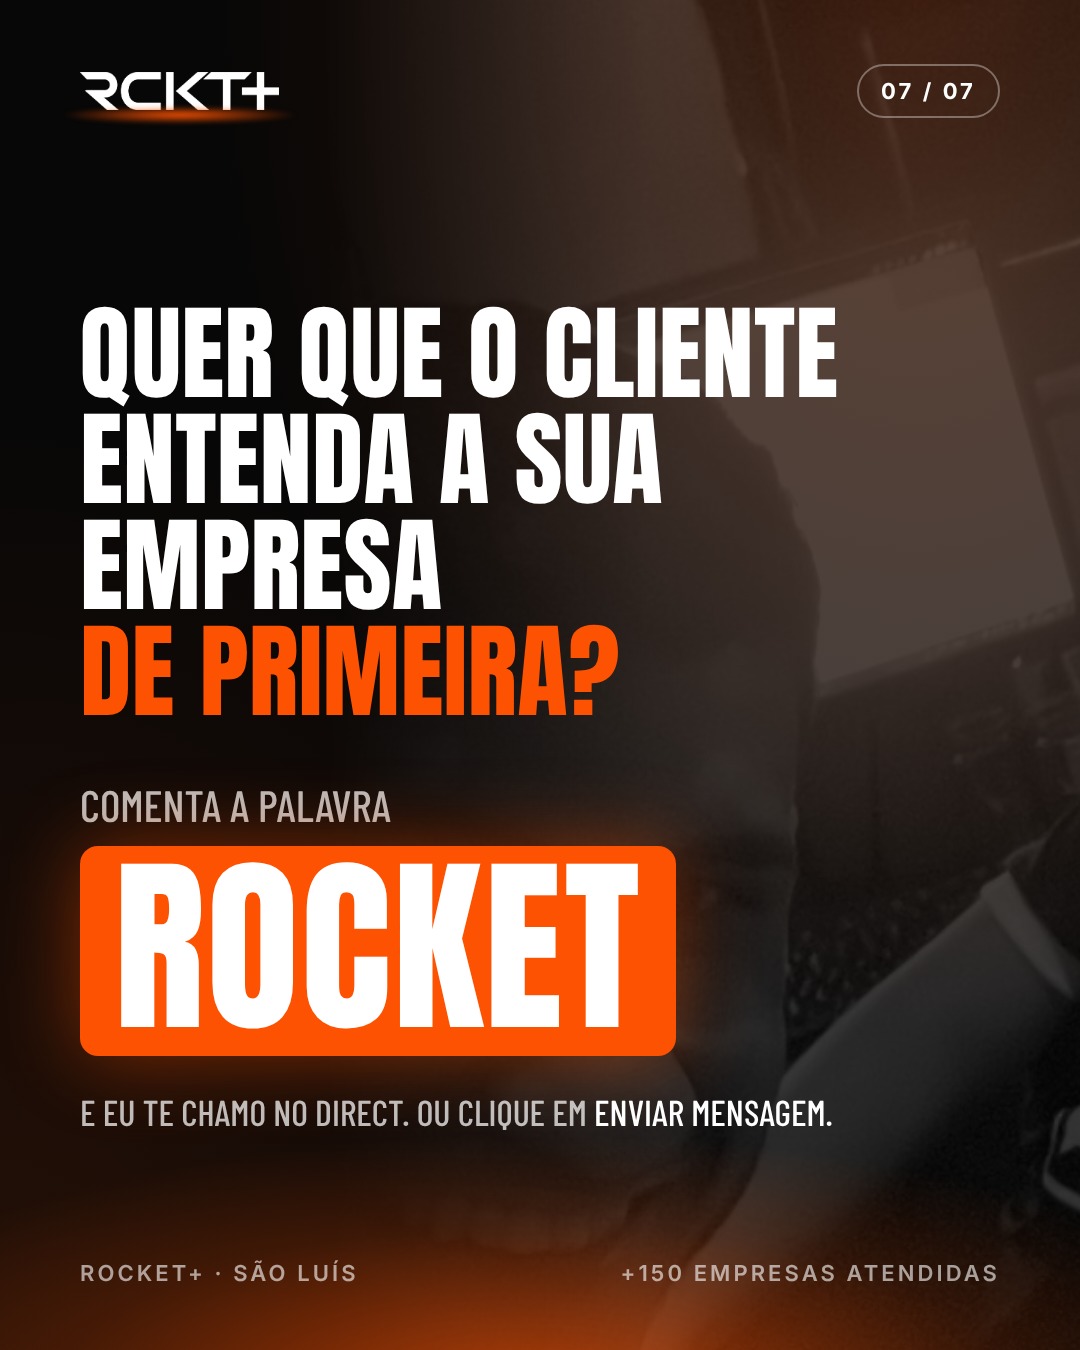 RCKT+
07 / 07
QUER QUE O CLIENTE
ENTENDA A SUA
EMPRESA
DE PRIMEIRA?
COMENTA A PALAVRA
ROCKET
E EU TE CHAMO NO DIRECT. OU CLIQUE EM ENVIAR MENSAGEM.
ROCKET+ · SÃO LUÍS
+150 EMPRESAS ATENDIDAS